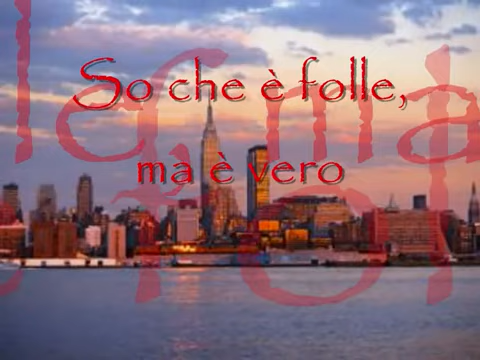 So che è folle,
ma è vero